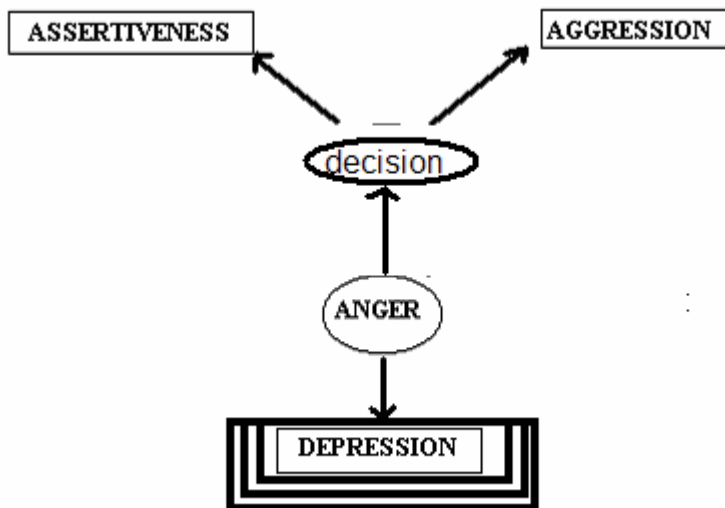 ASSERTIVENESS
AGGRESSION
decision
ANGER
DEPRESSION